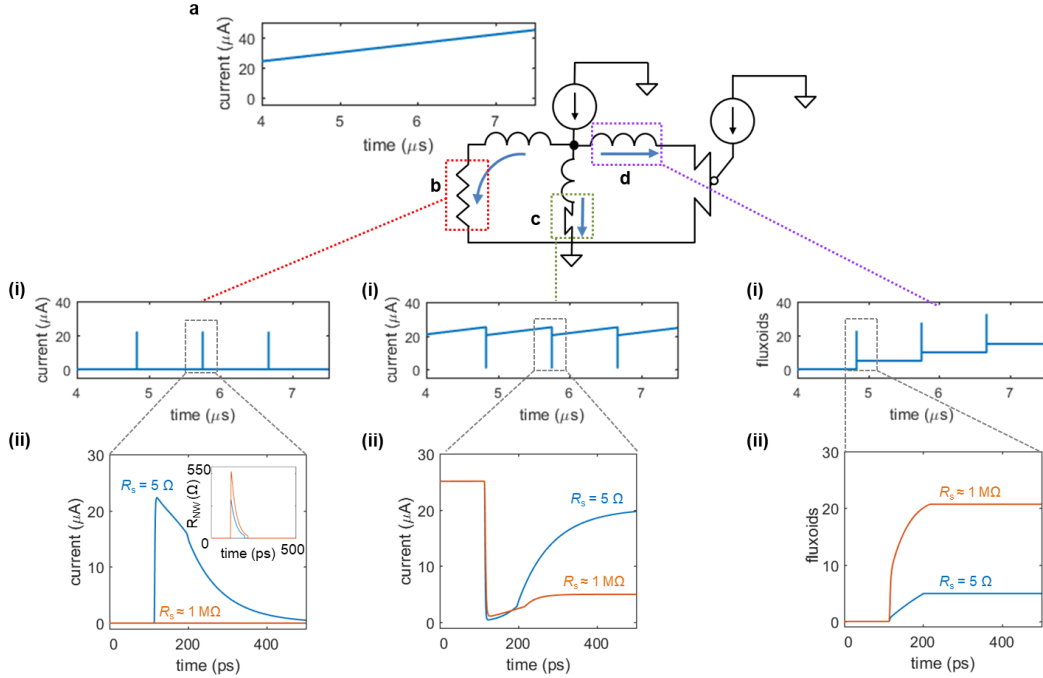 a
current (μA)
40
20
0
4
5
6
7
time (μs)
b
c
d
(i)
current (μA)
40
20
0
4
5
6
7
time (μs)
(i)
current (μA)
40
20
0
4
5
6
7
time (μs)
(i)
fluxoids
40
20
0
4
5
6
7
time (μs)
(ii)
current (μA)
30
20
10
0
0
200
400
time (ps)
Rs = 5 Ω
Rs ≈ 1 MΩ
RNW (Ω)
550
0
500
time (ps)
(ii)
current (μA)
30
20
10
0
0
200
400
time (ps)
Rs = 5 Ω
Rs ≈ 1 MΩ
(ii)
fluxoids
30
20
10
0
0
200
400
time (ps)
Rs ≈ 1 MΩ
Rs = 5 Ω